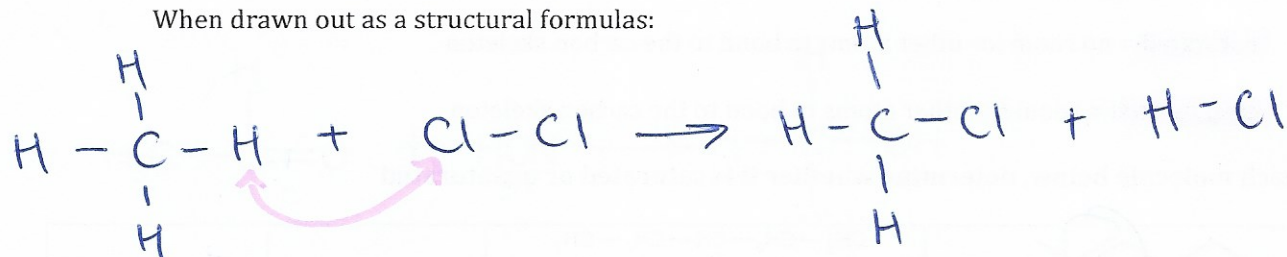 When drawn out as a structural formulas:
H H
H - C - H + Cl - Cl → H - C - Cl + H - Cl
H H